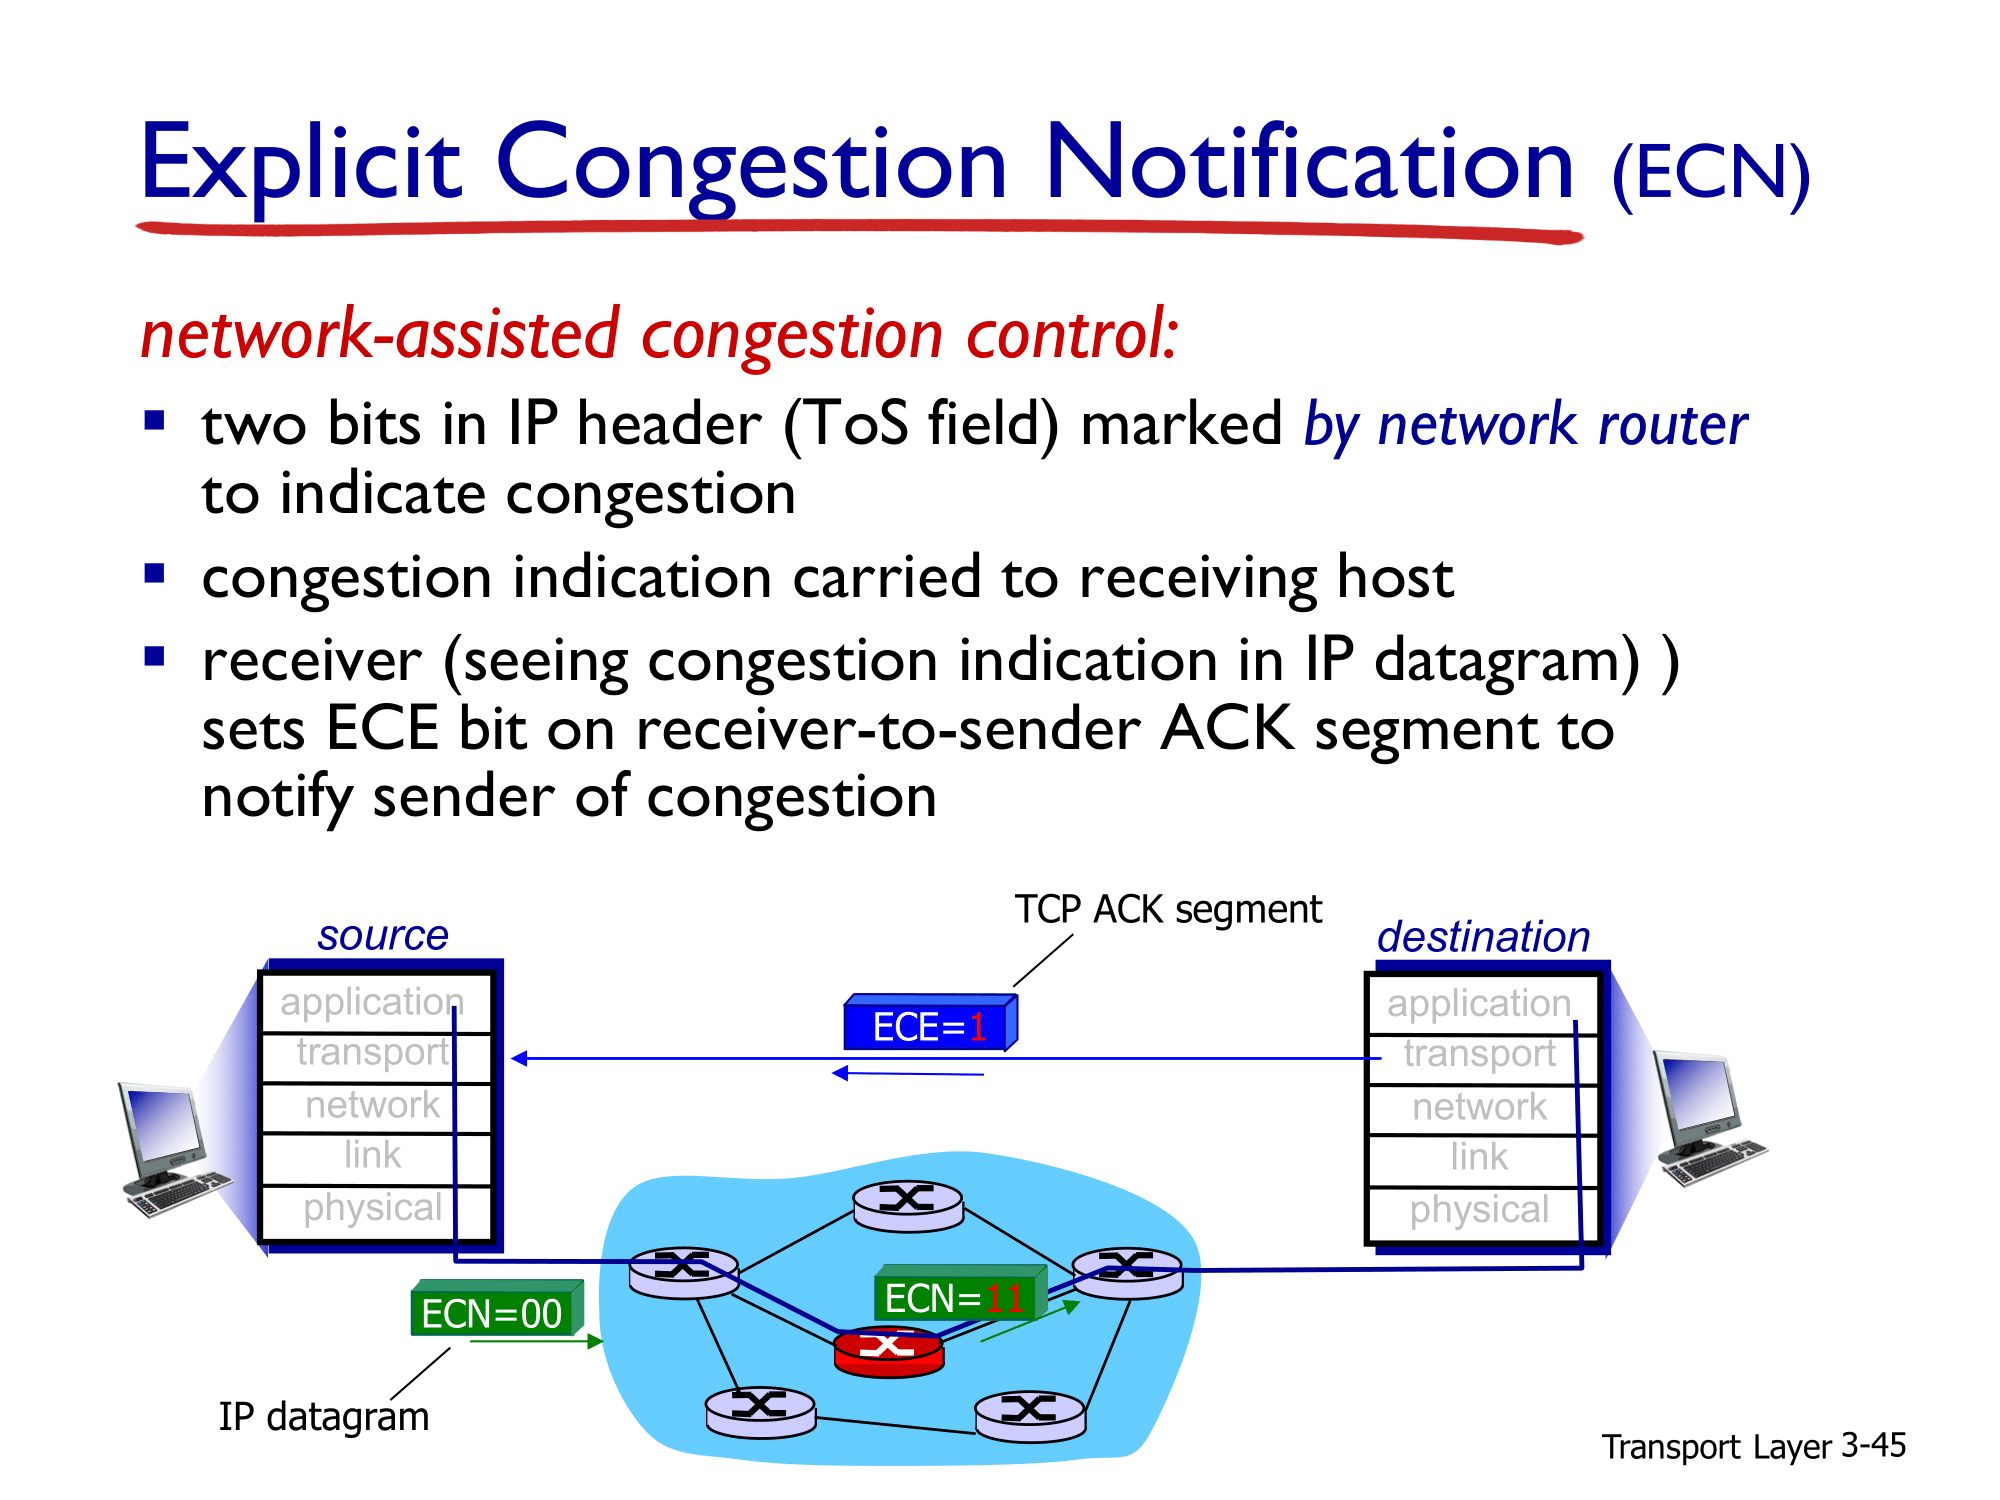 Explicit Congestion Notification (ECN)
network-assisted congestion control:
two bits in IP header (ToS field) marked by network router
to indicate congestion
congestion indication carried to receiving host
receiver (seeing congestion indication in IP datagram) )
sets ECE bit on receiver-to-sender ACK segment to
notify sender of congestion
TCP ACK segment
source
application
transport
network
link
physical
ECE=1
destination
application
transport
network
link
physical
ECN=00
ECN=11
IP datagram
Transport Layer 3-45